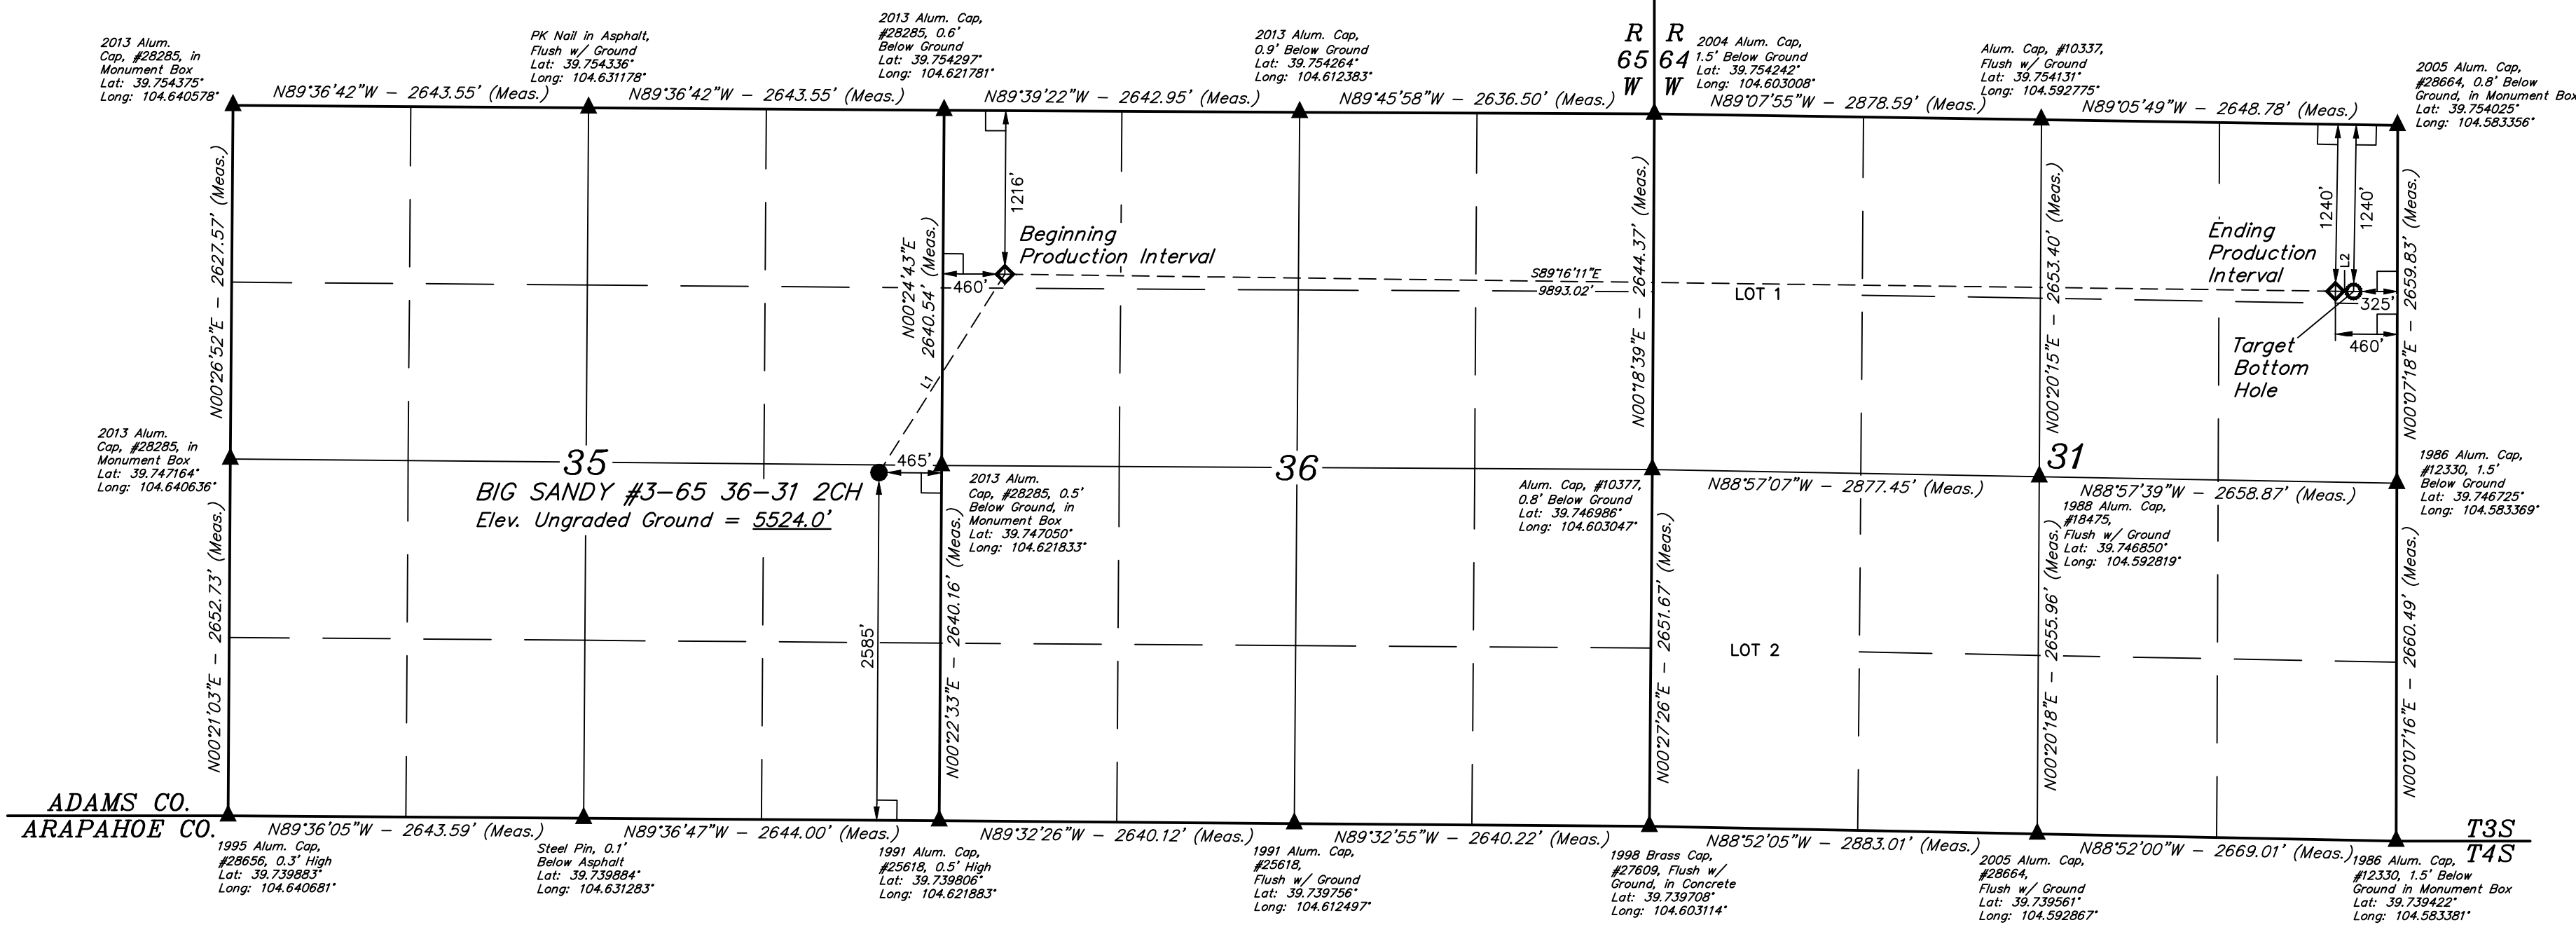 2013 Alum.
Cap, #28285, in
Monument Box
Lat: 39.754375°
Long: 104.640578°
PK Nail in Asphalt,
Flush w/ Ground
Lat: 39.754336°
Long: 104.631178°
2013 Alum. Cap,
#28285, 0.6'
Below Ground
Lat: 39.754297°
Long: 104.621781°
2013 Alum. Cap,
0.9' Below Ground
Lat: 39.754264°
Long: 104.612383°
R R
65 64
W W
2004 Alum. Cap,
1.5' Below Ground
Lat: 39.754242°
Long: 104.603008°
Alum. Cap, #10337,
Flush w/ Ground
Lat: 39.754131°
Long: 104.592775°
2005 Alum. Cap,
#28664, 0.8' Below
Ground, in Monument Box
Lat: 39.754025°
Long: 104.583356°
N89°36'42"W - 2643.55' (Meas.)
N89°36'42"W - 2643.55' (Meas.)
N89°39'22"W - 2642.95' (Meas.)
N89°45'58"W - 2636.50' (Meas.)
N89°07'55"W - 2878.59' (Meas.)
N89°05'49"W - 2648.78' (Meas.)
N00°26'52"E - 2627.57' (Meas.)
N00°24'43"E
2640.54' (Meas.)
1216'
Beginning
Production Interval
460'
L1
S89°16'11"E
9893.02'
N00°18'39"E - 2644.37' (Meas.)
LOT 1
N00°20'15"E - 2653.40' (Meas.)
Ending
Production
Interval
1240'
1240'
L2
325'
460'
Target
Bottom
Hole
N00°07'18"E - 2659.83' (Meas.)
2013 Alum.
Cap, #28285, in
Monument Box
Lat: 39.747164°
Long: 104.640636°
35
465'
BIG SANDY #3-65 36-31 2CH
Elev. Ungraded Ground = 5524.0'
2013 Alum.
Cap, #28285, 0.5'
Below Ground, in
Monument Box
Lat: 39.747050°
Long: 104.621833°
36
Alum. Cap, #10377,
0.8' Below Ground
Lat: 39.746986°
Long: 104.603047°
31
N88°57'07"W - 2877.45' (Meas.)
N88°57'39"W - 2658.87' (Meas.)
1988 Alum. Cap,
#18475,
Flush w/ Ground
Lat: 39.746850°
Long: 104.592819°
1986 Alum. Cap,
#12330, 1.5'
Below Ground
Lat: 39.746725°
Long: 104.583369°
N00°21'03"E - 2652.73' (Meas.)
2585'
N00°22'33"E - 2640.16' (Meas.)
N00°27'26"E - 2651.67' (Meas.)
LOT 2
N00°20'18"E - 2655.96' (Meas.)
N00°07'16"E - 2660.49' (Meas.)
ADAMS CO.
ARAPAHOE CO.
T3S
T4S
N89°36'05"W - 2643.59' (Meas.)
N89°36'47"W - 2644.00' (Meas.)
N89°32'26"W - 2640.12' (Meas.)
N89°32'55"W - 2640.22' (Meas.)
N88°52'05"W - 2883.01' (Meas.)
N88°52'00"W - 2669.01' (Meas.)
1995 Alum. Cap,
#28656, 0.3' High
Lat: 39.739883°
Long: 104.640681°
Steel Pin, 0.1'
Below Asphalt
Lat: 39.739884°
Long: 104.631283°
1991 Alum. Cap,
#25618, 0.5' High
Lat: 39.739806°
Long: 104.621883°
1991 Alum. Cap,
#25618,
Flush w/ Ground
Lat: 39.739756°
Long: 104.612497°
1998 Brass Cap,
#27609, Flush w/
Ground, in Concrete
Lat: 39.739708°
Long: 104.603114°
2005 Alum. Cap,
#28664,
Flush w/ Ground
Lat: 39.739561°
Long: 104.592867°
1986 Alum. Cap,
#12330, 1.5' Below
Ground in Monument Box
Lat: 39.739422°
Long: 104.583381°